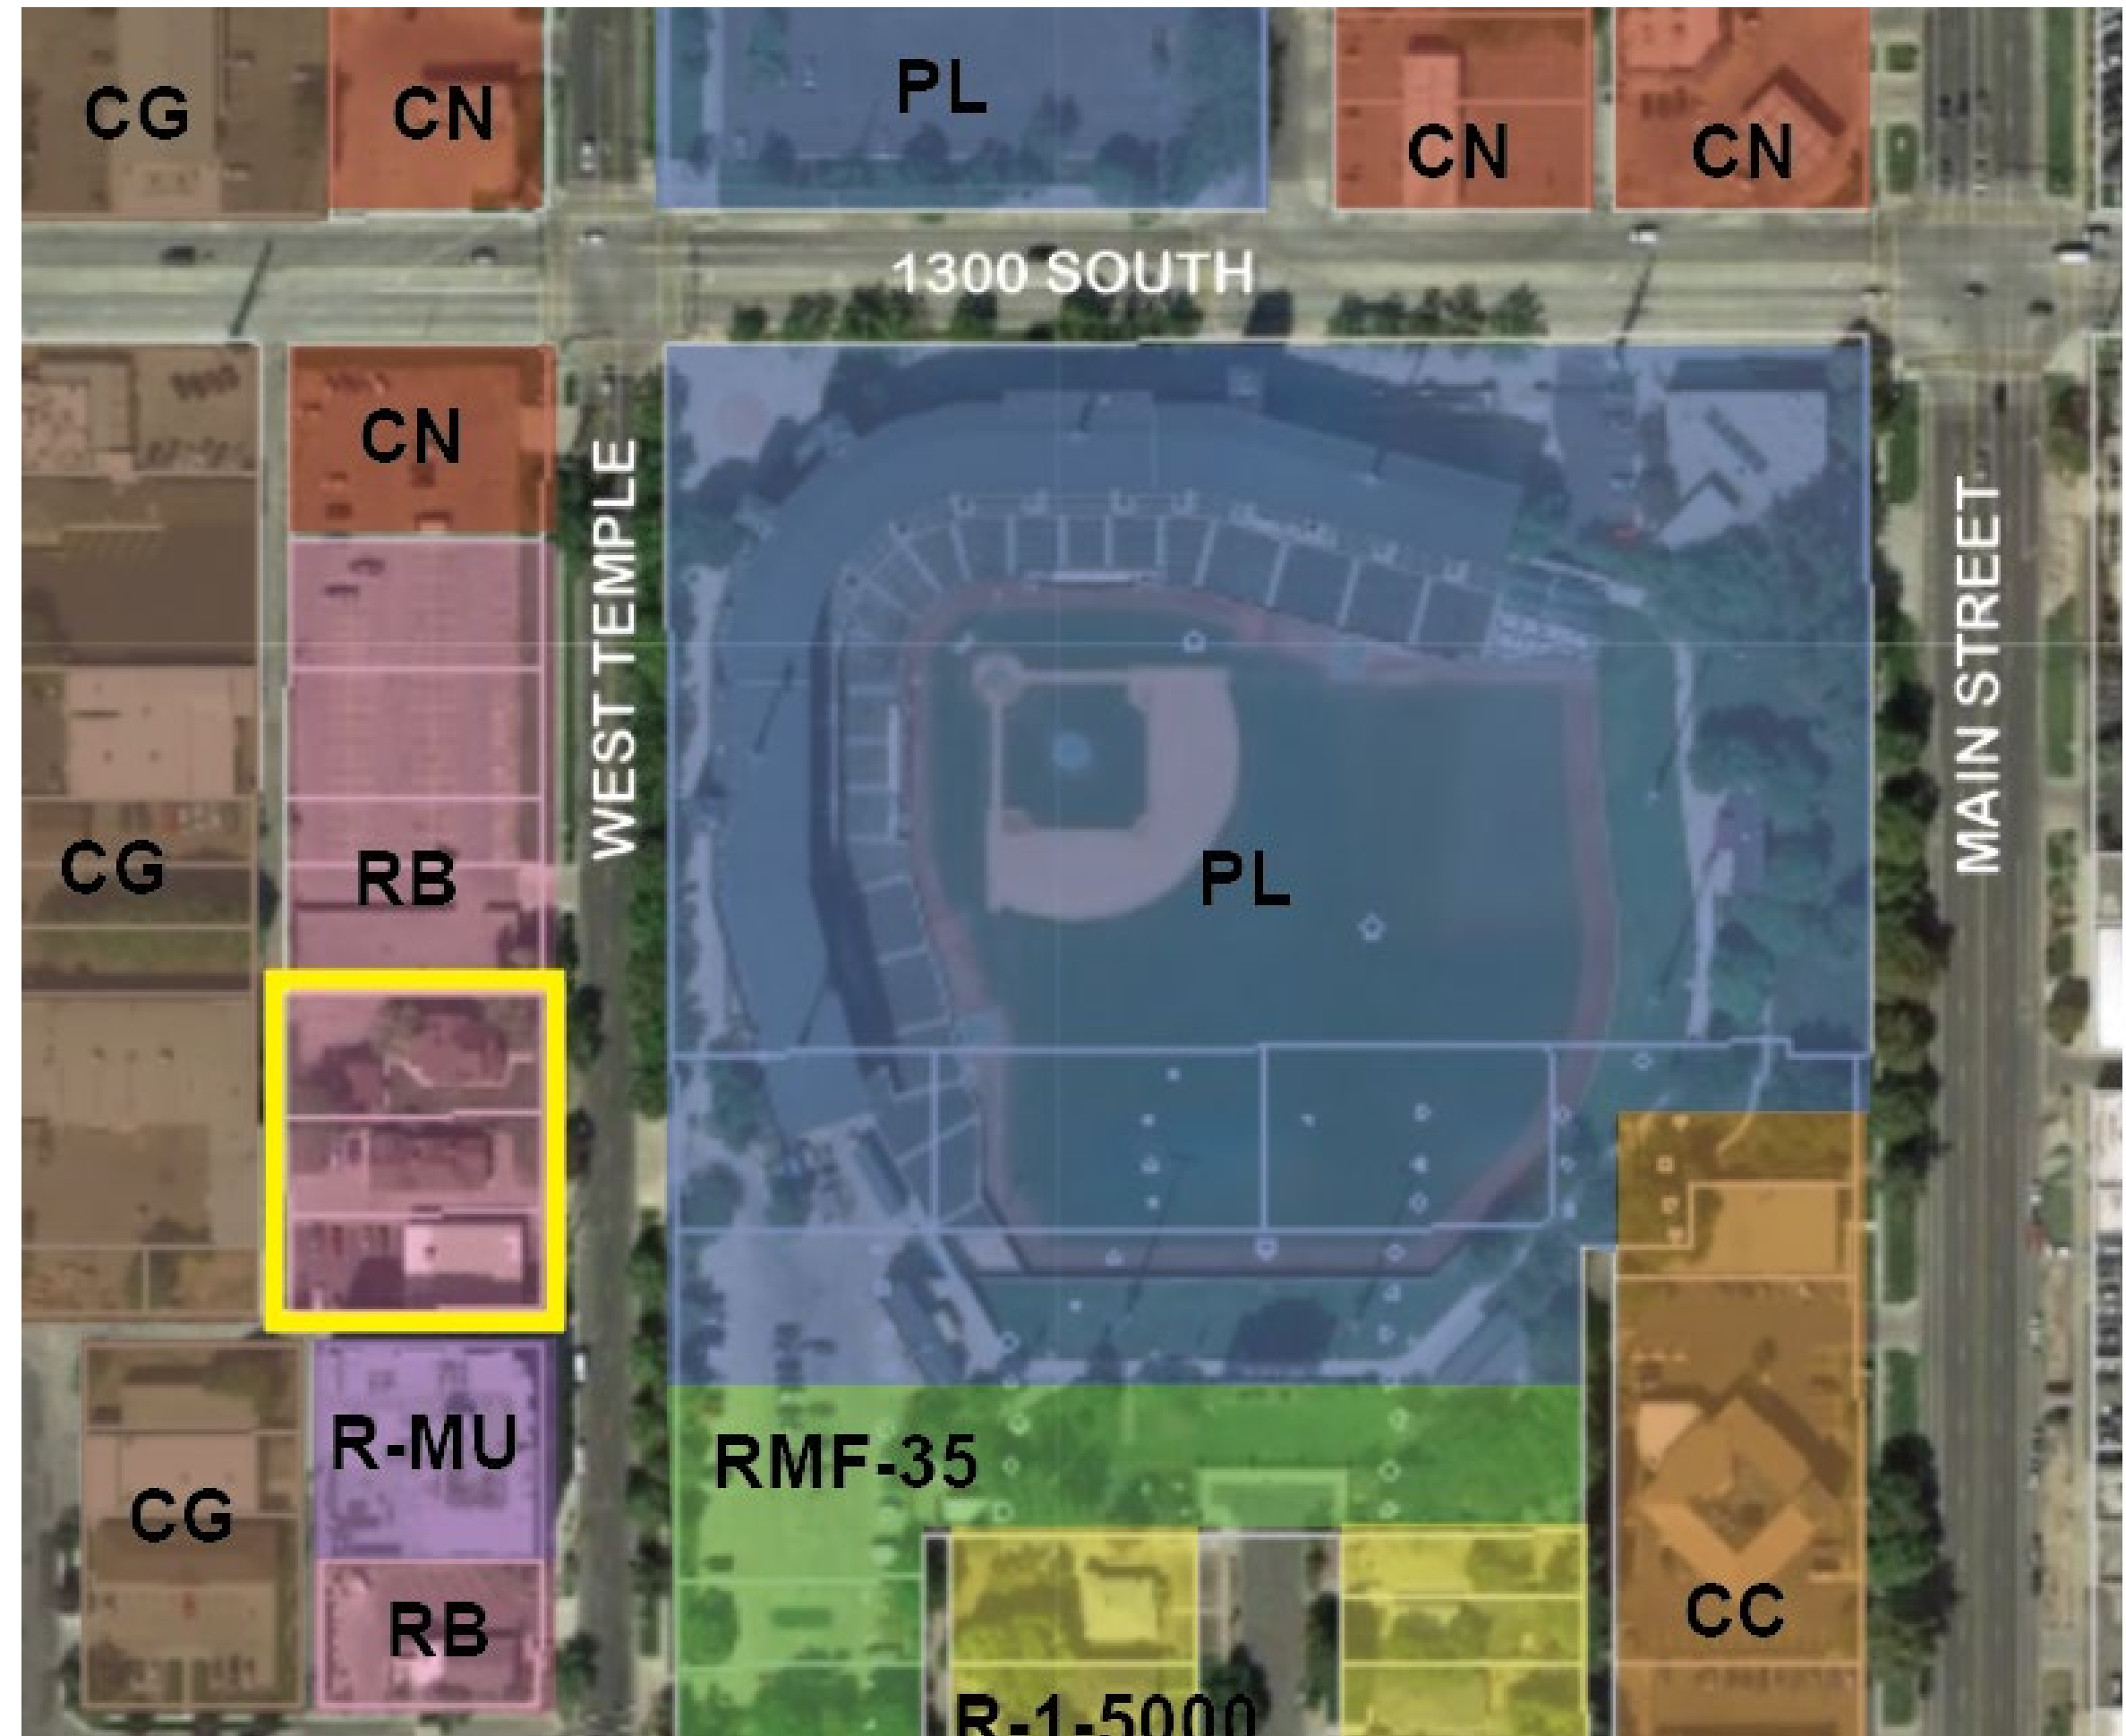 CG
CN
PL
CN
CN
1300 SOUTH
CN
WEST TEMPLE
MAIN STREET
CG
RB
PL
R-MU
RMF-35
CG
RB
CC
R-1-5000